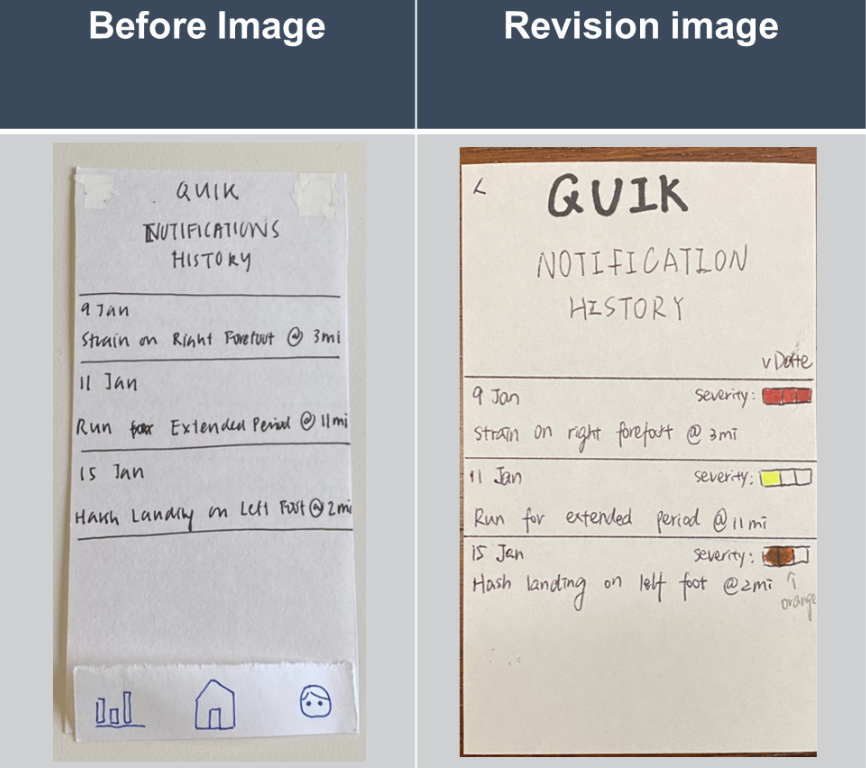 Before Image
Revision image
QUIK
NOTIFICATIONS
HISTORY
9 Jan
Strain on Right Forefoot @ 3mi
11 Jan
Run Extended Period @ 11mi
15 Jan
Harsh Landing on Left Foot @ 2mi
<
QUIK
NOTIFICATION
HISTORY
v Date
9 Jan severity:
Strain on right forefoot @ 3mi
11 Jan severity:
Run for extended period @ 11mi
15 Jan severity:
Hash landing on left foot @2mi
orange